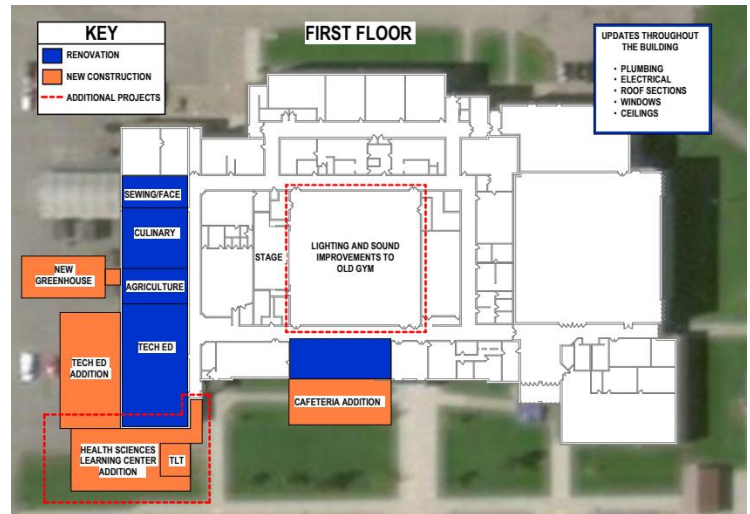 KEY
RENOVATION
NEW CONSTRUCTION
ADDITIONAL PROJECTS
FIRST FLOOR
UPDATES THROUGHOUT
THE BUILDING
• PLUMBING
• ELECTRICAL
• ROOF SECTIONS
• WINDOWS
• CEILINGS
SEWING/FACE
CULINARY
STAGE
LIGHTING AND SOUND
IMPROVEMENTS TO
OLD GYM
NEW
GREENHOUSE
AGRICULTURE
TECH ED
ADDITION
TECH ED
CAFETERIA ADDITION
HEALTH SCIENCES
LEARNING CENTER
ADDITION
TLT